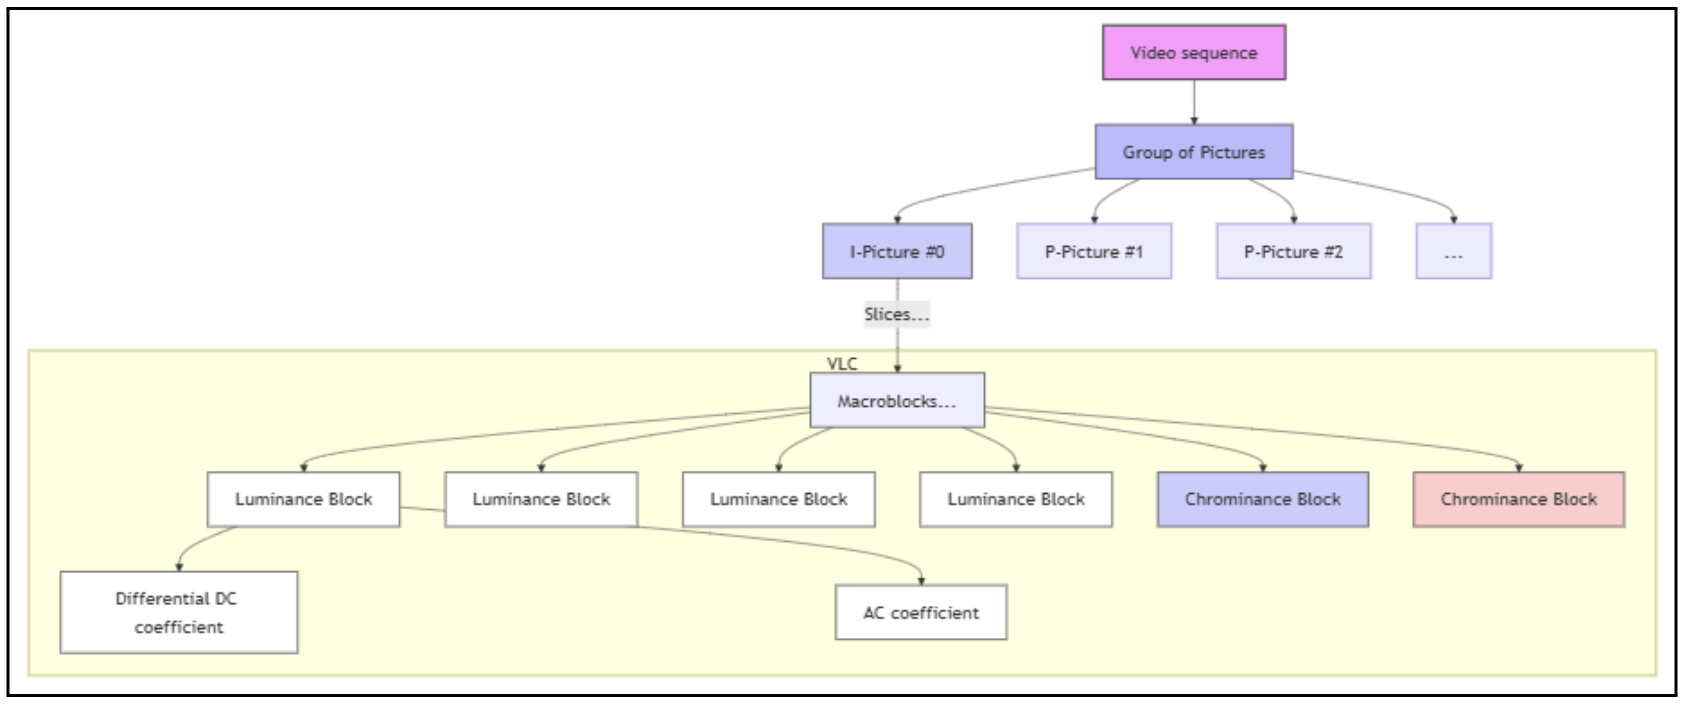 Video sequence
Group of Pictures
I-Picture #0
P-Picture #1
P-Picture #2
...
Slices...
VLC
Macroblocks...
Luminance Block
Luminance Block
Luminance Block
Luminance Block
Chrominance Block
Chrominance Block
Differential DC
coefficient
AC coefficient